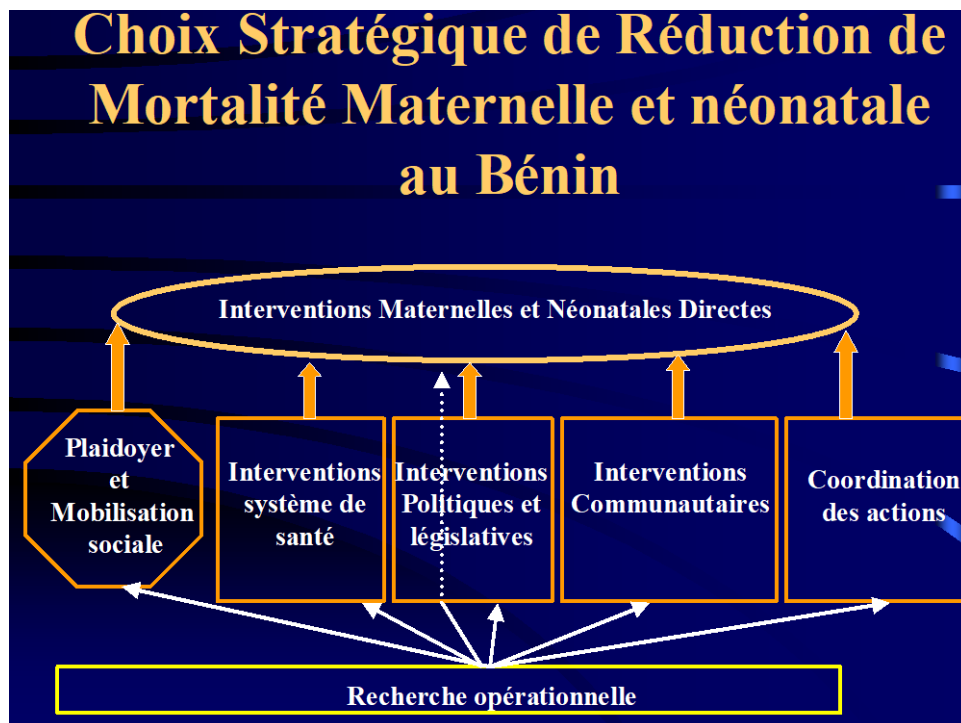 Choix Stratégique de Réduction de
Mortalité Maternelle et néonatale
au Bénin
Interventions Maternelles et Néonatales Directes
Plaidoyer
et
Mobilisation
sociale
Interventions
système de
santé
Interventions
Politiques et
législatives
Interventions
Communautaires
Coordination
des actions
Recherche opérationnelle